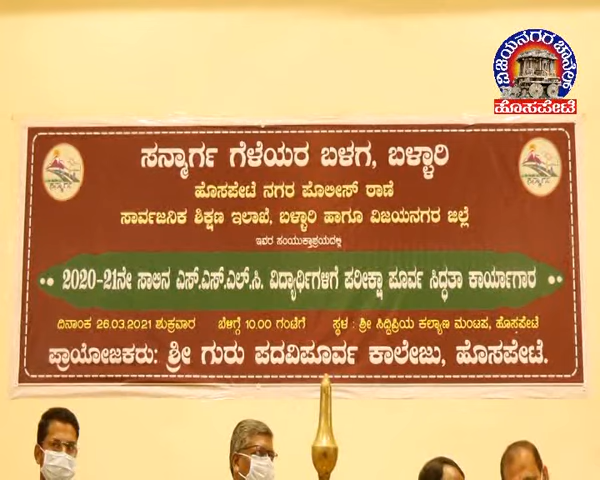 ವಿಜಯನಗರ ಚಾನೆಲ್
ಹೊಸಪೇಟೆ
ಸನ್ಮಾರ್ಗ ಗೆಳೆಯರ ಬಳಗ, ಬಳ್ಳಾರಿ
ಹೊಸಪೇಟೆ ನಗರ ಪೊಲೀಸ್ ಠಾಣೆ
ಸಾರ್ವಜನಿಕ ಶಿಕ್ಷಣ ಇಲಾಖೆ, ಬಳ್ಳಾರಿ ಹಾಗೂ ವಿಜಯನಗರ ಜಿಲ್ಲೆ
ಇವರ ಸಂಯುಕ್ತಾಶ್ರಯದಲ್ಲಿ
2020-21ನೇ ಸಾಲಿನ ಎಸ್.ಎಸ್.ಎಲ್.ಸಿ. ವಿದ್ಯಾರ್ಥಿಗಳಿಗೆ ಪರೀಕ್ಷಾ ಪೂರ್ವ ಸಿದ್ಧತಾ ಕಾರ್ಯಾಗಾರ
ದಿನಾಂಕ 26.03.2021 ಶುಕ್ರವಾರ ಬೆಳಗ್ಗೆ 10.00 ಗಂಟೆಗೆ ಸ್ಥಳ : ಶ್ರೀ ಸಿದ್ದಿಪ್ರಿಯ ಕಲ್ಯಾಣ ಮಂಟಪ, ಹೊಸಪೇಟೆ
ಪ್ರಾಯೋಜಕರು: ಶ್ರೀ ಗುರು ಪದವಿಪೂರ್ವ ಕಾಲೇಜು, ಹೊಸಪೇಟೆ.